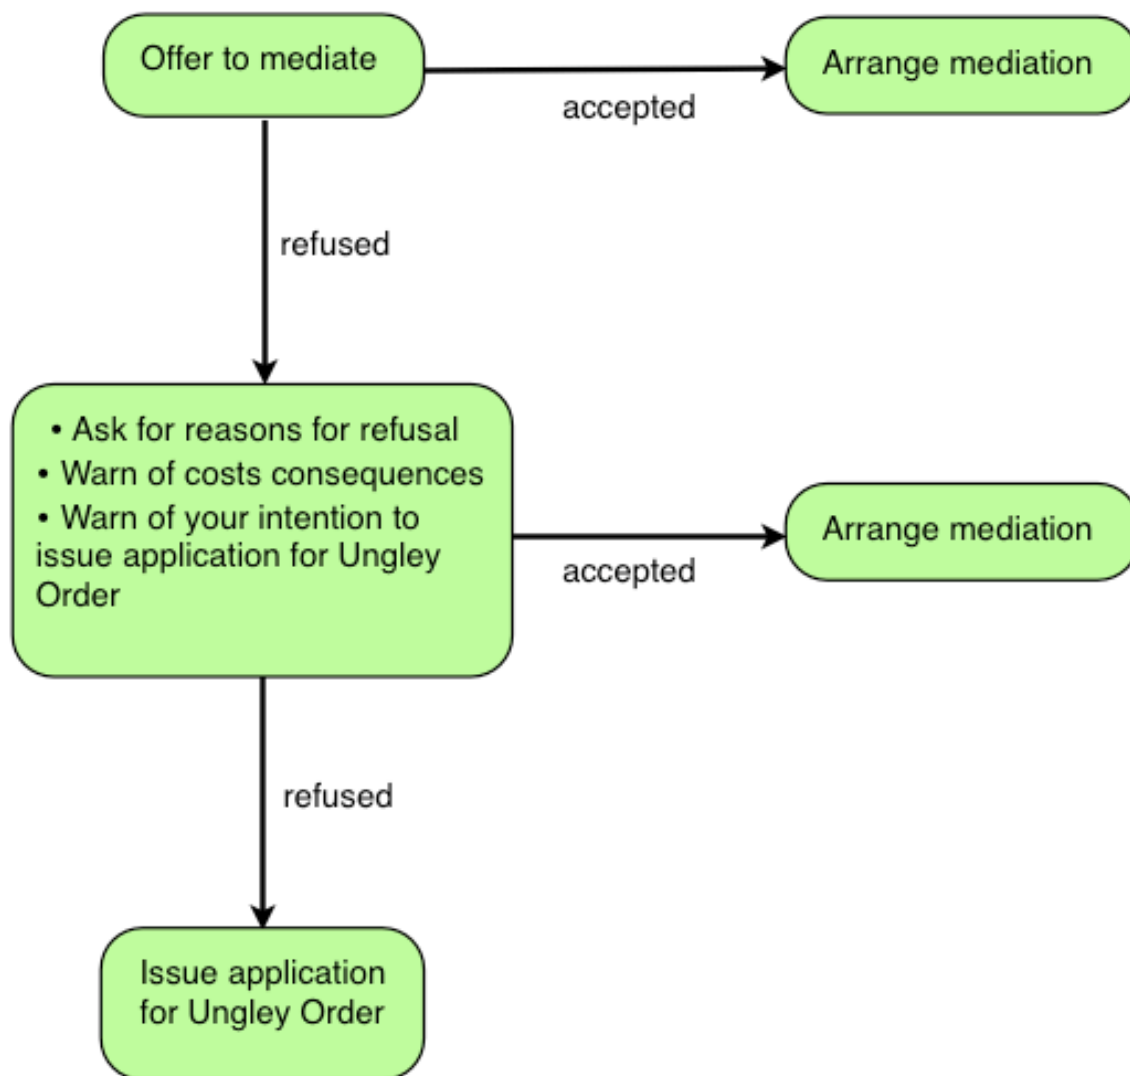 Offer to mediate
Arrange mediation
accepted
refused
• Ask for reasons for refusal
• Warn of costs consequences
• Warn of your intention to
issue application for Ungley
Order
Arrange mediation
accepted
refused
Issue application
for Ungley Order